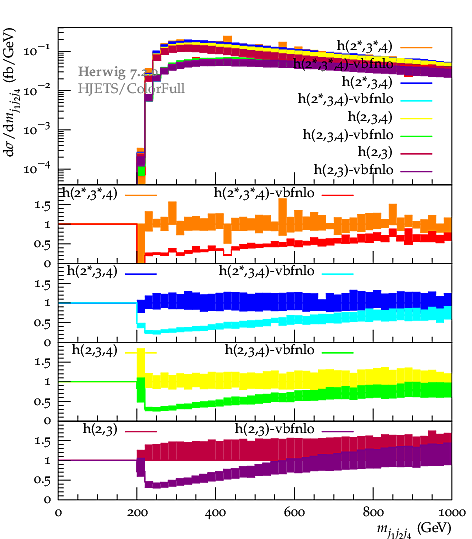 dσ/dm_{j1j2j4} (fb/GeV)
10^{-1}
10^{-2}
10^{-3}
10^{-4}
Herwig 7.2
HJETS/ColorFull
h(2*,3*,4)
h(2*,3*,4)-vbfnlo
h(2*,3,4)
h(2*,3,4)-vbfnlo
h(2,3,4)
h(2,3,4)-vbfnlo
h(2,3)
h(2,3)-vbfnlo
h(2*,3*,4) h(2*,3*,4)-vbfnlo
1.5
1
0.5
0
h(2*,3,4) h(2*,3,4)-vbfnlo
1.5
1
0.5
0
h(2,3,4) h(2,3,4)-vbfnlo
1.5
1
0.5
0
h(2,3) h(2,3)-vbfnlo
1.5
1
0.5
0
0 200 400 600 800 1000
m_{j1j2j4} (GeV)